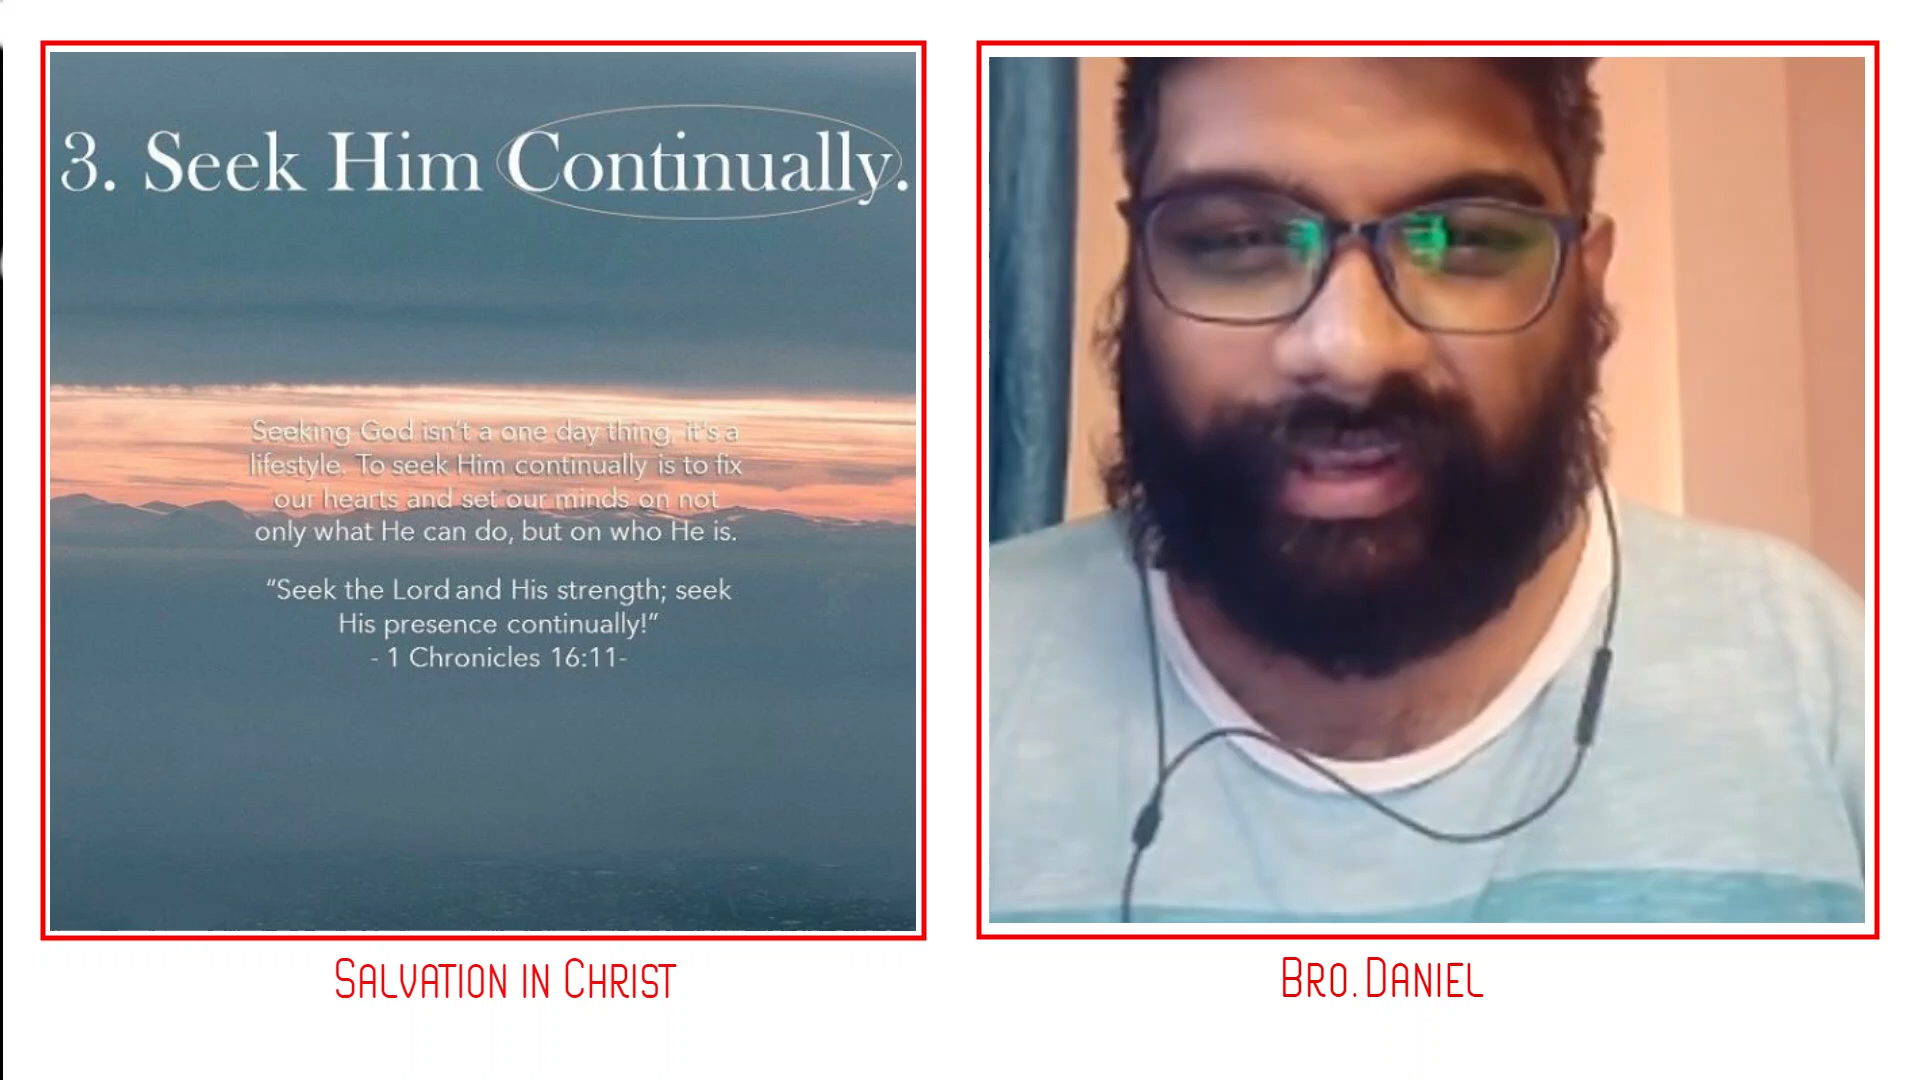 3. Seek Him Continually.
Seeking God isn't a one day thing, it's a
lifestyle. To seek Him continually is to fix
our hearts and set our minds on not
only what He can do, but on who He is.
“Seek the Lord and His strength; seek
His presence continually!”
- 1 Chronicles 16:11-
SALVATION IN CHRIST
BRO. DANIEL